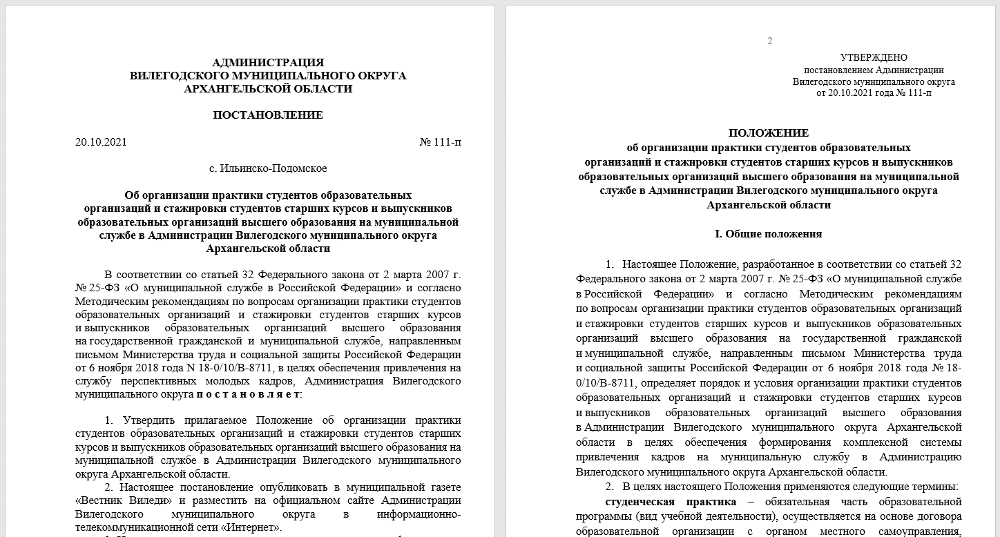 АДМИНИСТРАЦИЯ
ВИЛЕГОДСКОГО МУНИЦИПАЛЬНОГО ОКРУГА
АРХАНГЕЛЬСКОЙ ОБЛАСТИ
ПОСТАНОВЛЕНИЕ
20.10.2021 № 111-п
с. Ильинско-Подомское
Об организации практики студентов образовательных
организаций и стажировки студентов старших курсов и выпускников
образовательных организаций высшего образования на муниципальной
службе в Администрации Вилегодского муниципального округа
Архангельской области
В соответствии со статьей 32 Федерального закона от 2 марта 2007 г.
№ 25-ФЗ «О муниципальной службе в Российской Федерации» и согласно
Методическим рекомендациям по вопросам организации практики студентов
образовательных организаций и стажировки студентов старших курсов
и выпускников образовательных организаций высшего образования
на государственной гражданской и муниципальной службе, направленным
письмом Министерства труда и социальной защиты Российской Федерации
от 6 ноября 2018 года N 18-0/10/В-8711, в целях обеспечения привлечения на
службу перспективных молодых кадров, Администрация Вилегодского
муниципального округа п о с т а н о в л я е т:
1. Утвердить прилагаемое Положение об организации практики
студентов образовательных организаций и стажировки студентов старших
курсов и выпускников образовательных организаций высшего образования на
муниципальной службе в Администрации Вилегодского муниципального
округа Архангельской области.
2. Настоящее постановление опубликовать в муниципальной газете
«Вестник Виледи» и разместить на официальном сайте Администрации
Вилегодского муниципального округа в информационно-
телекоммуникационной сети «Интернет».
2
УТВЕРЖДЕНО
постановлением Администрации
Вилегодского муниципального округа
от 20.10.2021 года № 111-п
ПОЛОЖЕНИЕ
об организации практики студентов образовательных
организаций и стажировки студентов старших курсов и выпускников
образовательных организаций высшего образования на муниципальной
службе в Администрации Вилегодского муниципального округа
Архангельской области
I. Общие положения
1. Настоящее Положение, разработанное в соответствии со статьей 32
Федерального закона от 2 марта 2007 г. № 25-ФЗ «О муниципальной службе
в Российской Федерации» и согласно Методическим рекомендациям
по вопросам организации практики студентов образовательных организаций
и стажировки студентов старших курсов и выпускников образовательных
организаций высшего образования на государственной гражданской
и муниципальной службе, направленным письмом Министерства труда
и социальной защиты Российской Федерации от 6 ноября 2018 года № 18-
0/10/В-8711, определяет порядок и условия организации практики студентов
образовательных организаций и стажировки студентов старших курсов
и выпускников образовательных организаций высшего образования
в Администрации Вилегодского муниципального округа Архангельской
области в целях обеспечения формирования комплексной системы
привлечения кадров на муниципальную службу в Администрацию
Вилегодского муниципального округа Архангельской области.
2. В целях настоящего Положения применяются следующие термины:
студенческая практика – обязательная часть образовательной
программы (вид учебной деятельности), осуществляется на основе договора
образовательной организации с органом местного самоуправления,